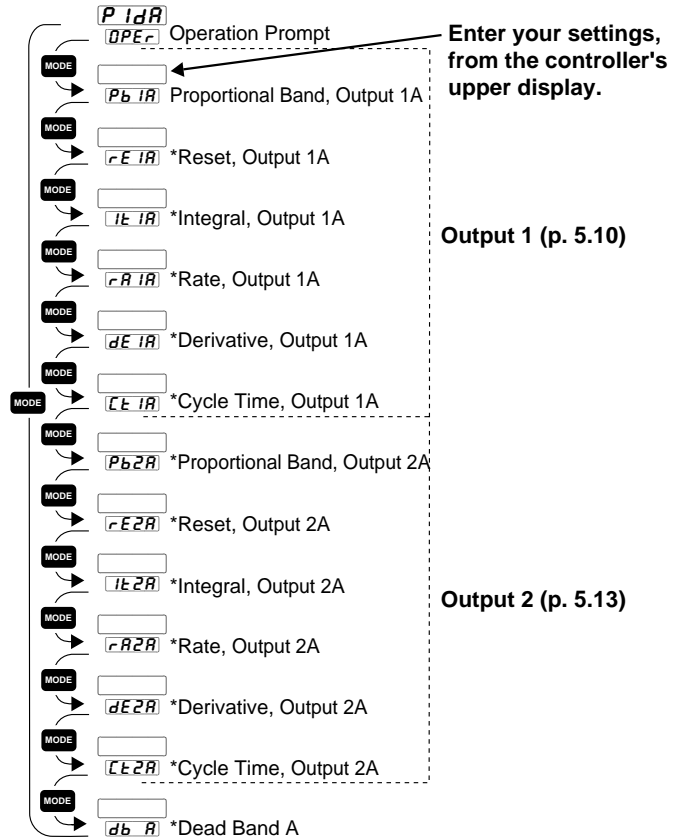 PIdA
OPEr Operation Prompt
Enter your settings,
from the controller's
upper display.
MODE
Pb1A Proportional Band, Output 1A
MODE
rE1A *Reset, Output 1A
MODE
It1A *Integral, Output 1A
Output 1 (p. 5.10)
MODE
rA1A *Rate, Output 1A
MODE
dE1A *Derivative, Output 1A
MODE
Ct1A *Cycle Time, Output 1A
MODE
MODE
Pb2A *Proportional Band, Output 2A
MODE
rE2A *Reset, Output 2A
MODE
It2A *Integral, Output 2A
Output 2 (p. 5.13)
MODE
rA2A *Rate, Output 2A
MODE
dE2A *Derivative, Output 2A
MODE
Ct2A *Cycle Time, Output 2A
MODE
db A *Dead Band A